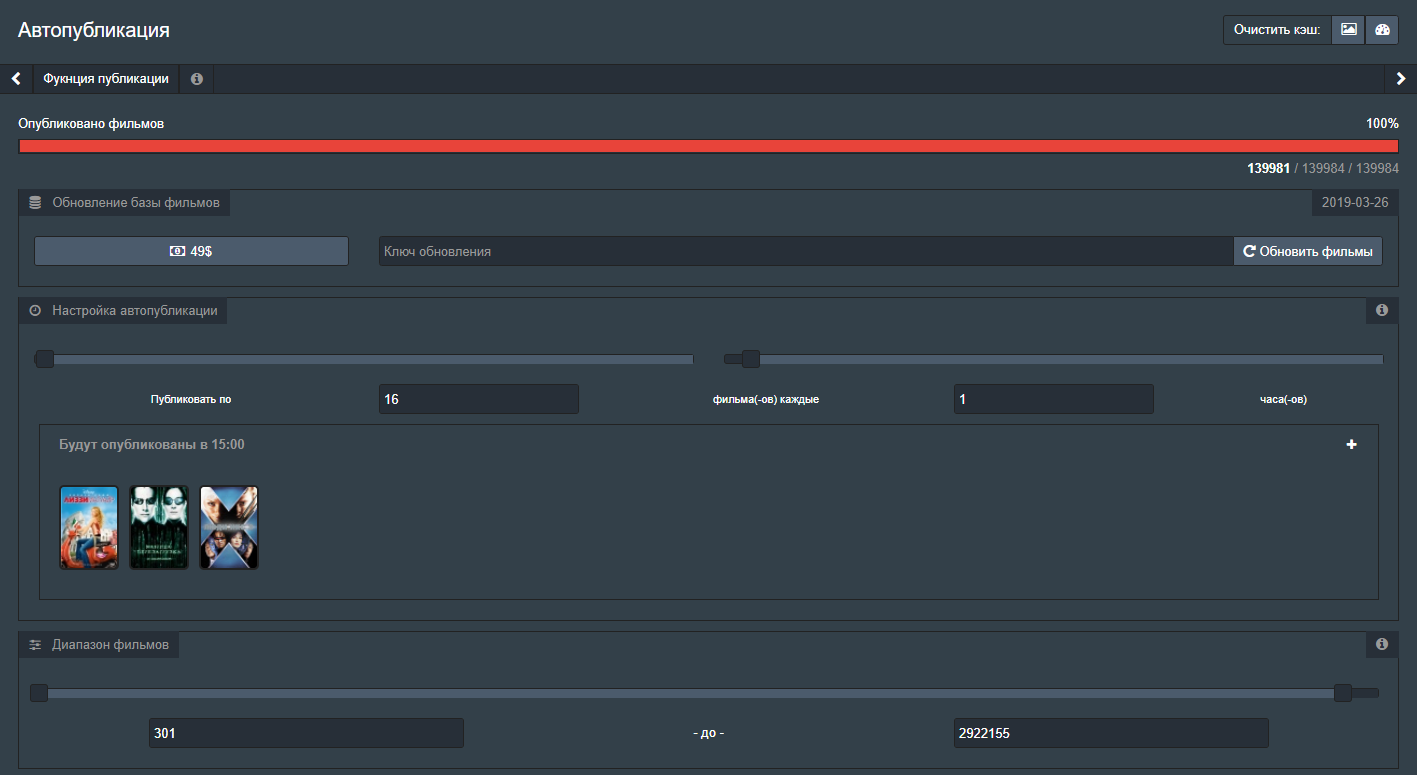 Автопубликация
Очистить кэш:
Фукнция публикации
Опубликовано фильмов
100%
139981 / 139984 / 139984
Обновление базы фильмов
2019-03-26
49$
Ключ обновления
Обновить фильмы
Настройка автопубликации
Публиковать по 16 фильма(-ов) каждые 1 часа(-ов)
Будут опубликованы в 15:00
Диапазон фильмов
301 - до - 2922155